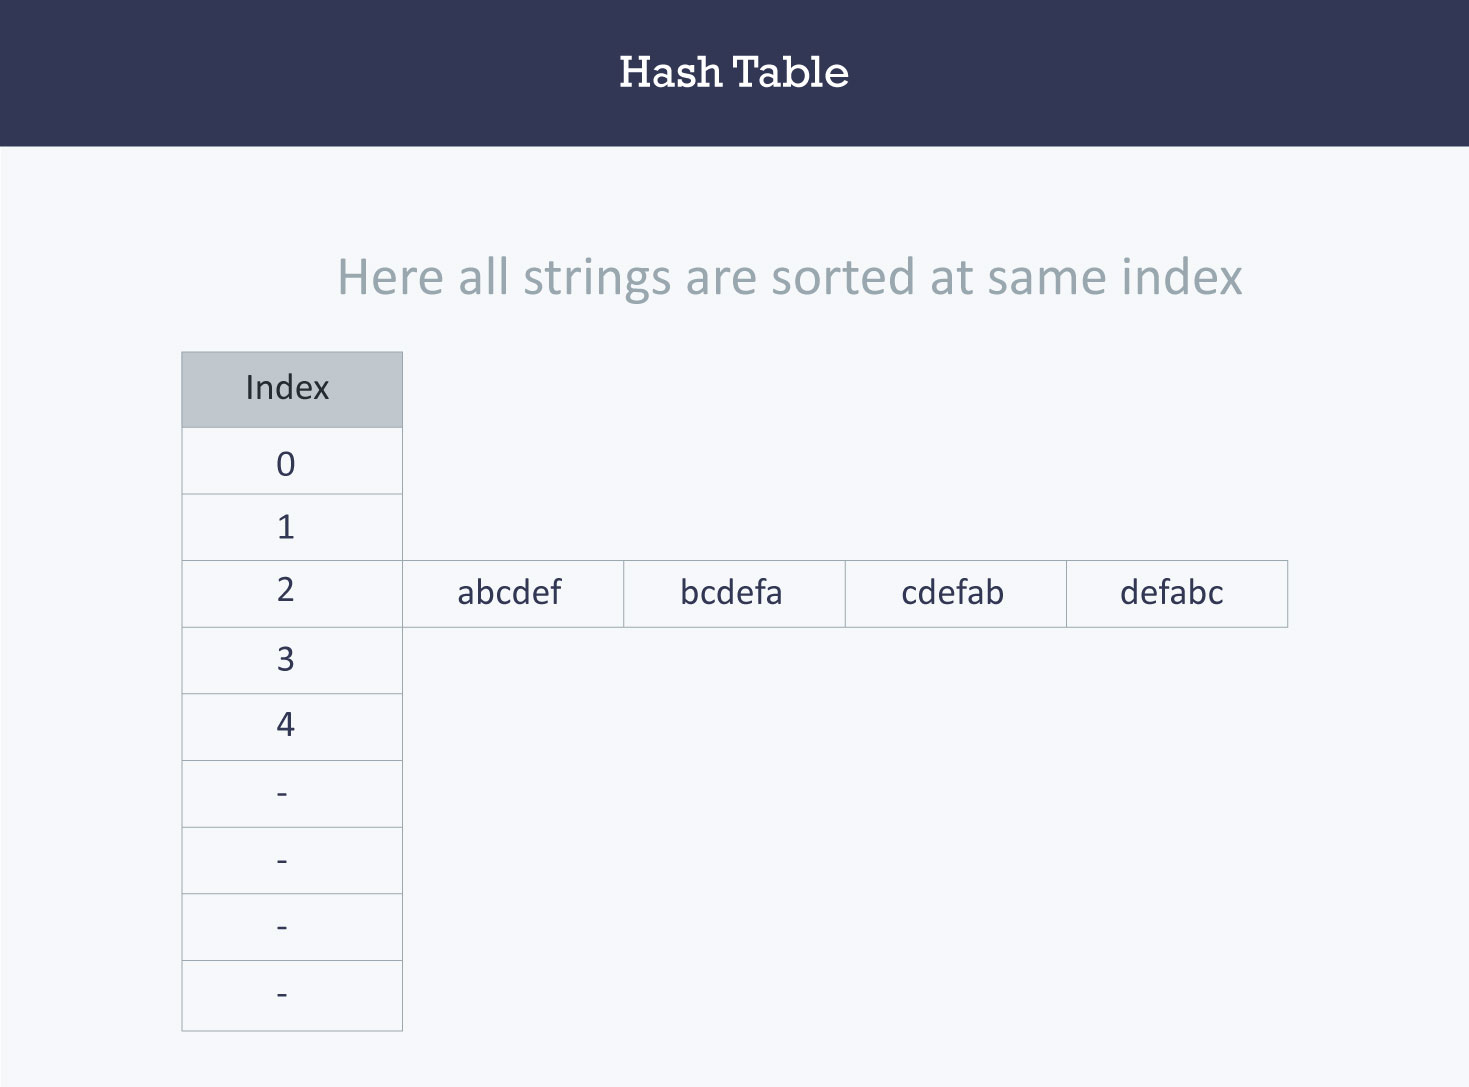 Hash Table
Here all strings are sorted at same index
Index
0
1
2 abcdef bcdefa cdefab defabc
3
4
-
-
-
-